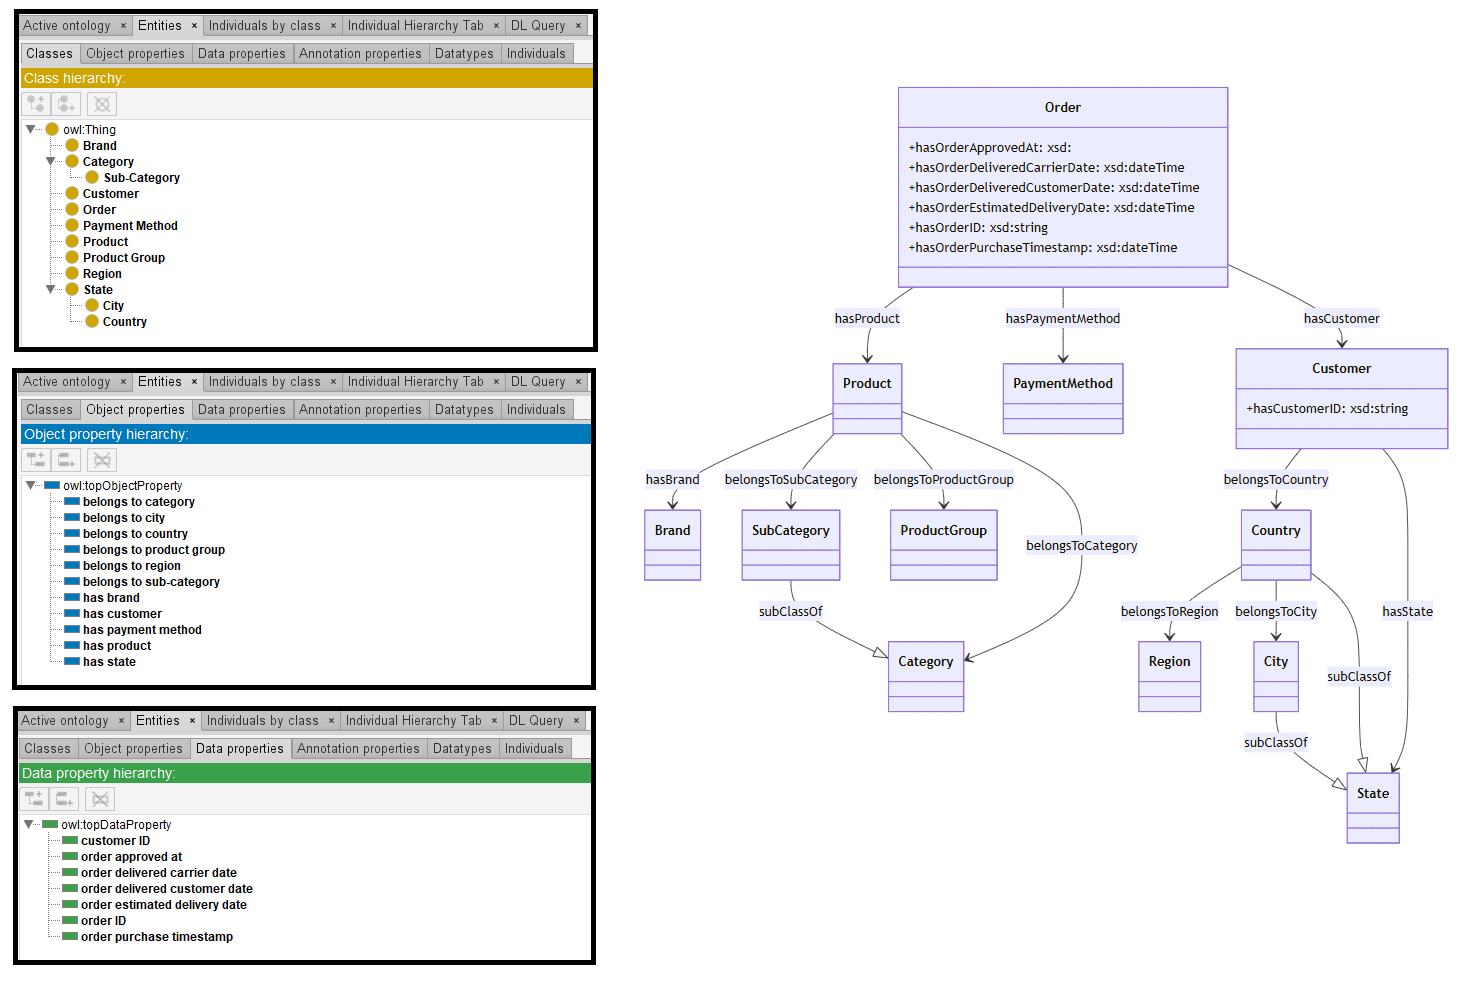 Active ontology × Entities × Individuals by class × Individual Hierarchy Tab × DL Query ×
Classes Object properties Data properties Annotation properties Datatypes Individuals
Class hierarchy:
owl:Thing
Brand
Category
Sub-Category
Customer
Order
Payment Method
Product
Product Group
Region
State
City
Country
Active ontology × Entities × Individuals by class × Individual Hierarchy Tab × DL Query ×
Classes Object properties Data properties Annotation properties Datatypes Individuals
Object property hierarchy:
owl:topObjectProperty
belongs to category
belongs to city
belongs to country
belongs to product group
belongs to region
belongs to sub-category
has brand
has customer
has payment method
has product
has state
Active ontology × Entities × Individuals by class × Individual Hierarchy Tab × DL Query ×
Classes Object properties Data properties Annotation properties Datatypes Individuals
Data property hierarchy:
owl:topDataProperty
customer ID
order approved at
order delivered carrier date
order delivered customer date
order estimated delivery date
order ID
order purchase timestamp
Order
+hasOrderApprovedAt: xsd:
+hasOrderDeliveredCarrierDate: xsd:dateTime
+hasOrderDeliveredCustomerDate: xsd:dateTime
+hasOrderEstimatedDeliveryDate: xsd:dateTime
+hasOrderID: xsd:string
+hasOrderPurchaseTimestamp: xsd:dateTime
hasProduct hasPaymentMethod hasCustomer
Product PaymentMethod Customer
+hasCustomerID: xsd:string
hasBrand belongsToSubCategory belongsToProductGroup belongsToCountry
Brand SubCategory ProductGroup Country
belongsToCategory
subClassOf belongsToRegion belongsToCity hasState
Category Region City
subClassOf
subClassOf
State